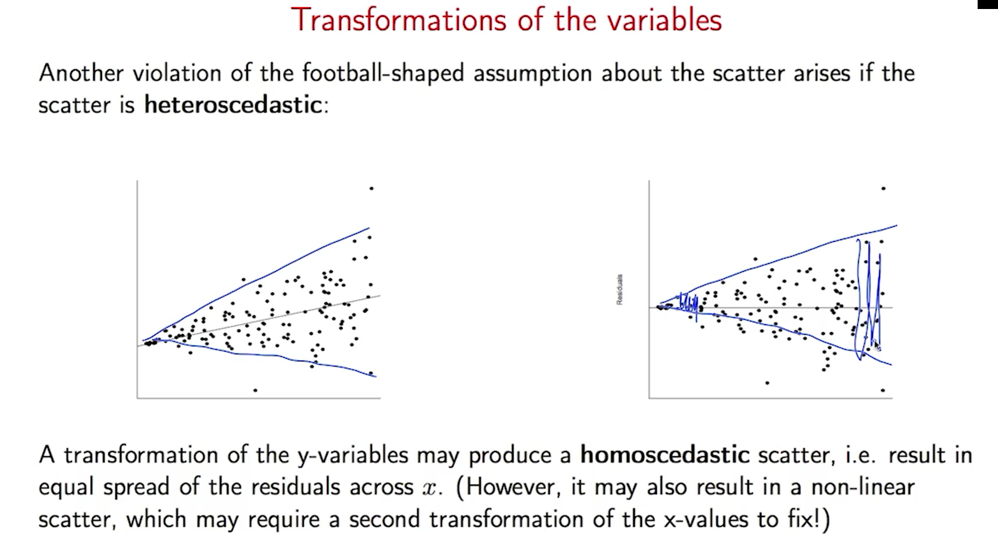 Transformations of the variables
Another violation of the football-shaped assumption about the scatter arises if the
scatter is heteroscedastic:
Residuals
A transformation of the y-variables may produce a homoscedastic scatter, i.e. result in
equal spread of the residuals across x. (However, it may also result in a non-linear
scatter, which may require a second transformation of the x-values to fix!)